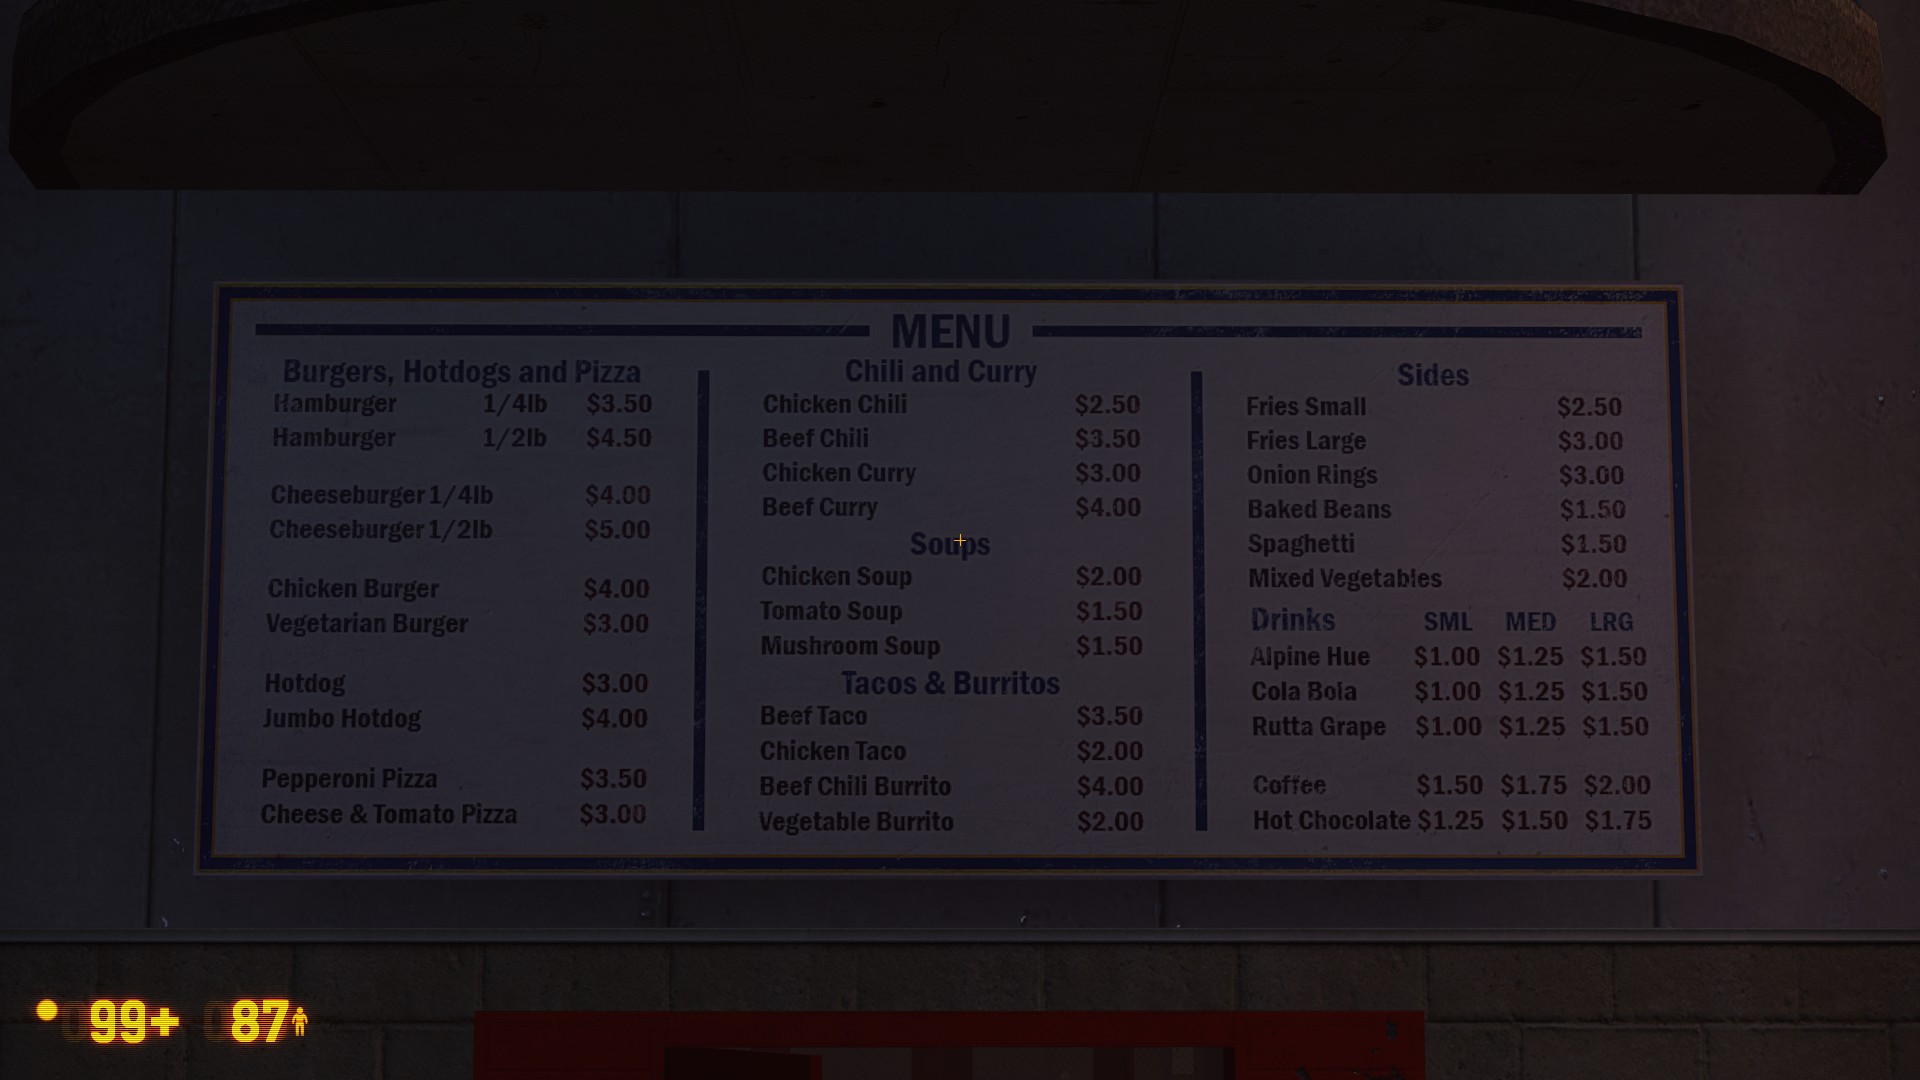 MENU
Burgers, Hotdogs and Pizza
Hamburger 1/4lb $3.50
Hamburger 1/2lb $4.50
Cheeseburger 1/4lb $4.00
Cheeseburger 1/2lb $5.00
Chicken Burger $4.00
Vegetarian Burger $3.00
Hotdog $3.00
Jumbo Hotdog $4.00
Pepperoni Pizza $3.50
Cheese & Tomato Pizza $3.00
Chili and Curry
Chicken Chili $2.50
Beef Chili $3.50
Chicken Curry $3.00
Beef Curry $4.00
Soups
Chicken Soup $2.00
Tomato Soup $1.50
Mushroom Soup $1.50
Tacos & Burritos
Beef Taco $3.50
Chicken Taco $2.00
Beef Chili Burrito $4.00
Vegetable Burrito $2.00
Sides
Fries Small $2.50
Fries Large $3.00
Onion Rings $3.00
Baked Beans $1.50
Spaghetti $1.50
Mixed Vegetables $2.00
Drinks SML MED LRG
Alpine Hue $1.00 $1.25 $1.50
Cola Bola $1.00 $1.25 $1.50
Rutta Grape $1.00 $1.25 $1.50
Coffee $1.50 $1.75 $2.00
Hot Chocolate $1.25 $1.50 $1.75
99+ 87